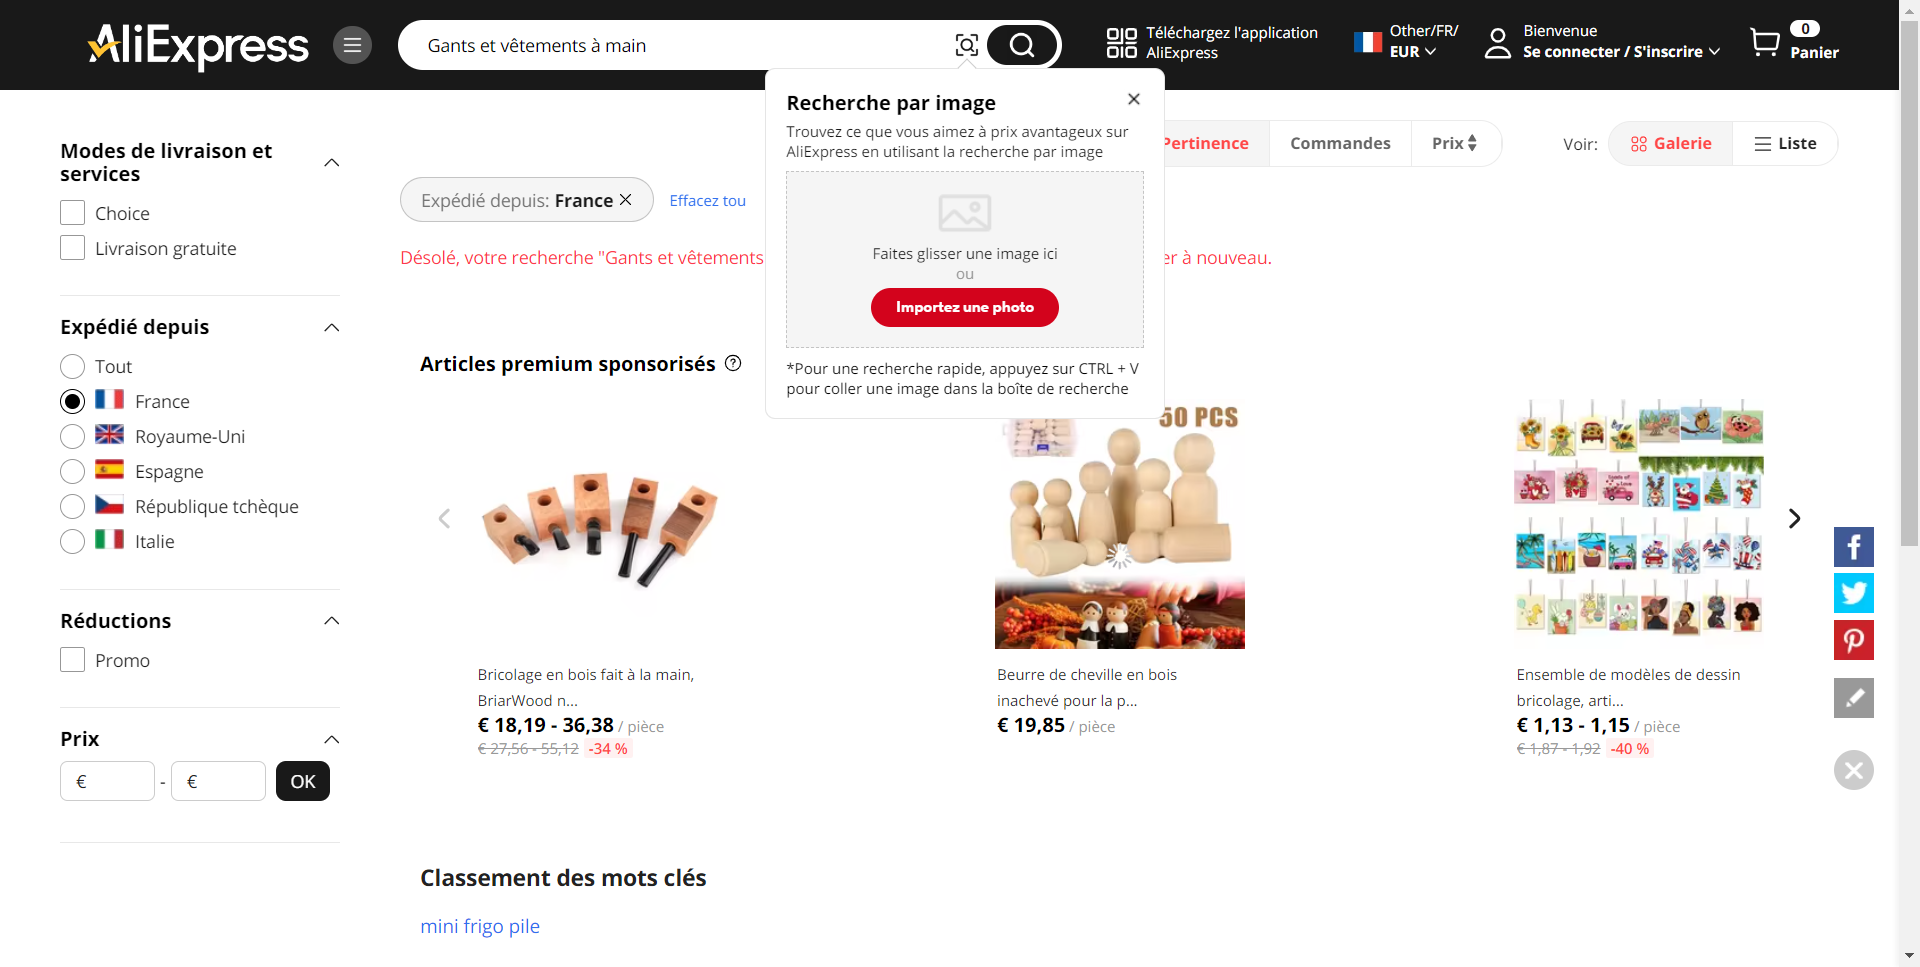 AliExpress
Gants et vêtements à main
Téléchargez l'application
AliExpress
Other/FR/
EUR
Bienvenue
Se connecter / S'inscrire
0
Panier
Recherche par image
Trouvez ce que vous aimez à prix avantageux sur
AliExpress en utilisant la recherche par image
Faites glisser une image ici
ou
Importez une photo
*Pour une recherche rapide, appuyez sur CTRL + V
pour coller une image dans la boîte de recherche
Pertinence
Commandes
Prix
Voir:
Galerie
Liste
Modes de livraison et
services
Choice
Livraison gratuite
Expédié depuis
Tout
France
Royaume-Uni
Espagne
République tchèque
Italie
Réductions
Promo
Prix
€ - € OK
Expédié depuis: France
Effacez tou
Désolé, votre recherche "Gants et vêtements
er à nouveau.
Articles premium sponsorisés
50 PCS
Bricolage en bois fait à la main,
BriarWood n...
€ 18,19 - 36,38 / pièce
€ 27,56 - 55,12 -34 %
Beurre de cheville en bois
inachevé pour la p...
€ 19,85 / pièce
Ensemble de modèles de dessin
bricolage, arti...
€ 1,13 - 1,15 / pièce
€ 1,87 - 1,92 -40 %
Classement des mots clés
mini frigo pile